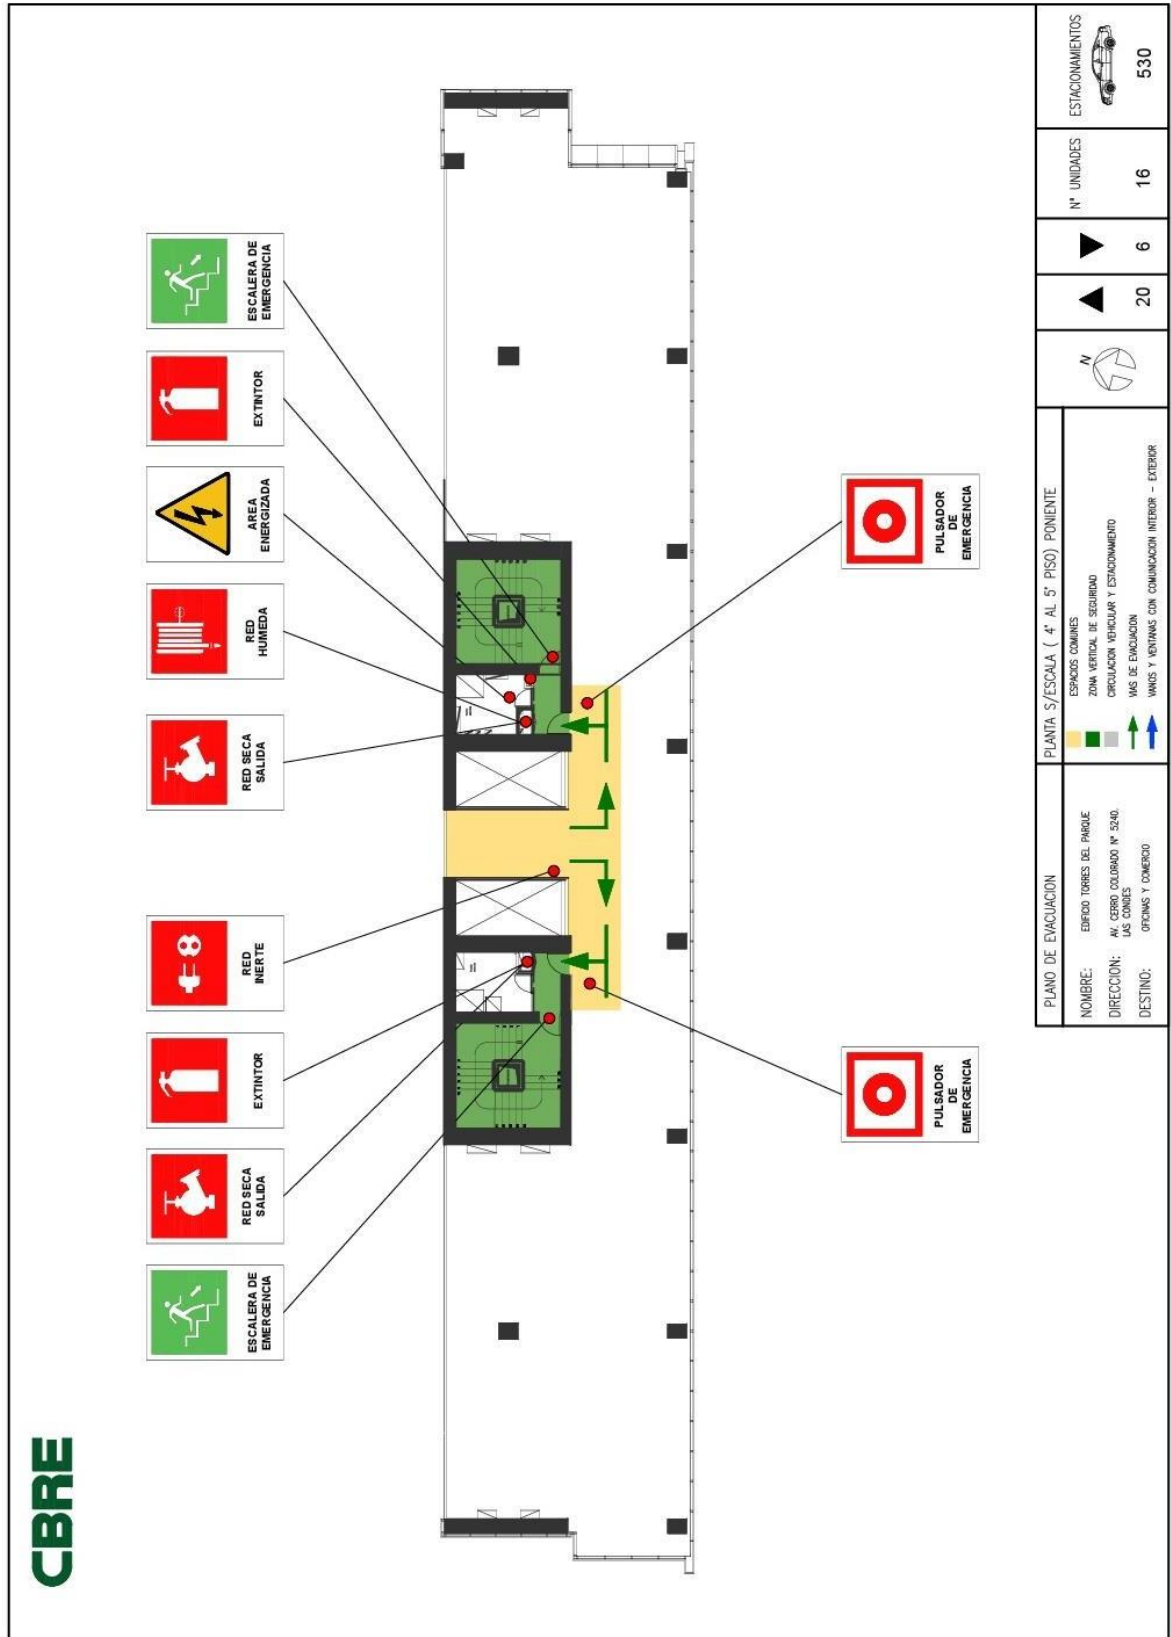 CBRE
ESCALERA DE
EMERGENCIA
RED SECA
SALIDA
EXTINTOR
RED
INERTE
RED SECA
SALIDA
RED
HUMEDA
AREA
ENERGIZADA
EXTINTOR
ESCALERA DE
EMERGENCIA
PULSADOR
DE
EMERGENCIA
PULSADOR
DE
EMERGENCIA
PLANO DE EVACUACION
NOMBRE: EDIFICIO TORRES DEL PARQUE
DIRECCION: AV. CERRO COLORADO Nº 5240.
LAS CONDES
DESTINO: OFICINAS Y COMERCIO
PLANTA S/ESCALA ( 4° AL 5° PISO) PONIENTE
ESPACIOS COMUNES
ZONA VERTICAL DE SEGURIDAD
CIRCULACION VEHICULAR Y ESTACIONAMIENTO
VIAS DE EVACUACION
VANOS Y VENTANAS CON COMUNICACION INTERIOR - EXTERIOR
N
20
6
N° UNIDADES
16
ESTACIONAMIENTOS
530